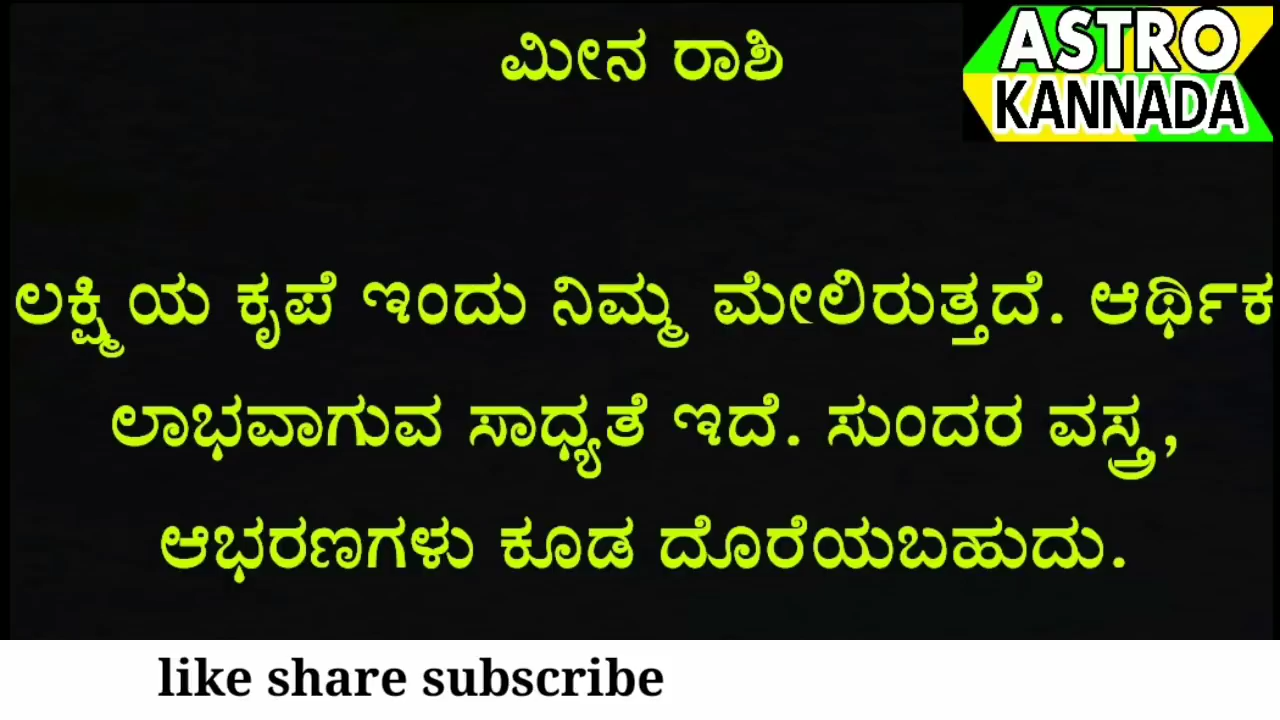 ಮೀನ ರಾಶಿ
ASTRO
KANNADA
ಲಕ್ಷ್ಮಿಯ ಕೃಪೆ ಇಂದು ನಿಮ್ಮ ಮೇಲಿರುತ್ತದೆ. ಆರ್ಥಿಕ
ಲಾಭವಾಗುವ ಸಾಧ್ಯತೆ ಇದೆ. ಸುಂದರ ವಸ್ತ್ರ,
ಆಭರಣಗಳು ಕೂಡ ದೊರೆಯಬಹುದು.
like share subscribe